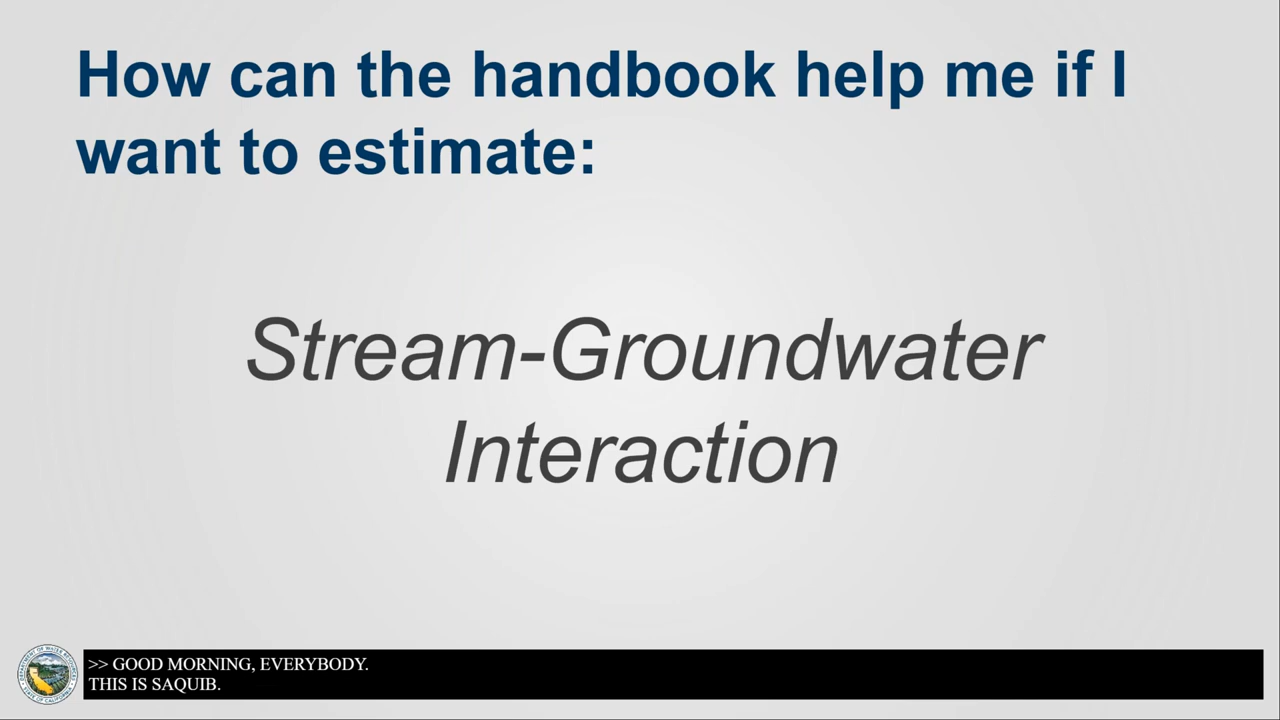 How can the handbook help me if I
want to estimate:
Stream-Groundwater
Interaction
>> GOOD MORNING, EVERYBODY.
THIS IS SAQUIB.